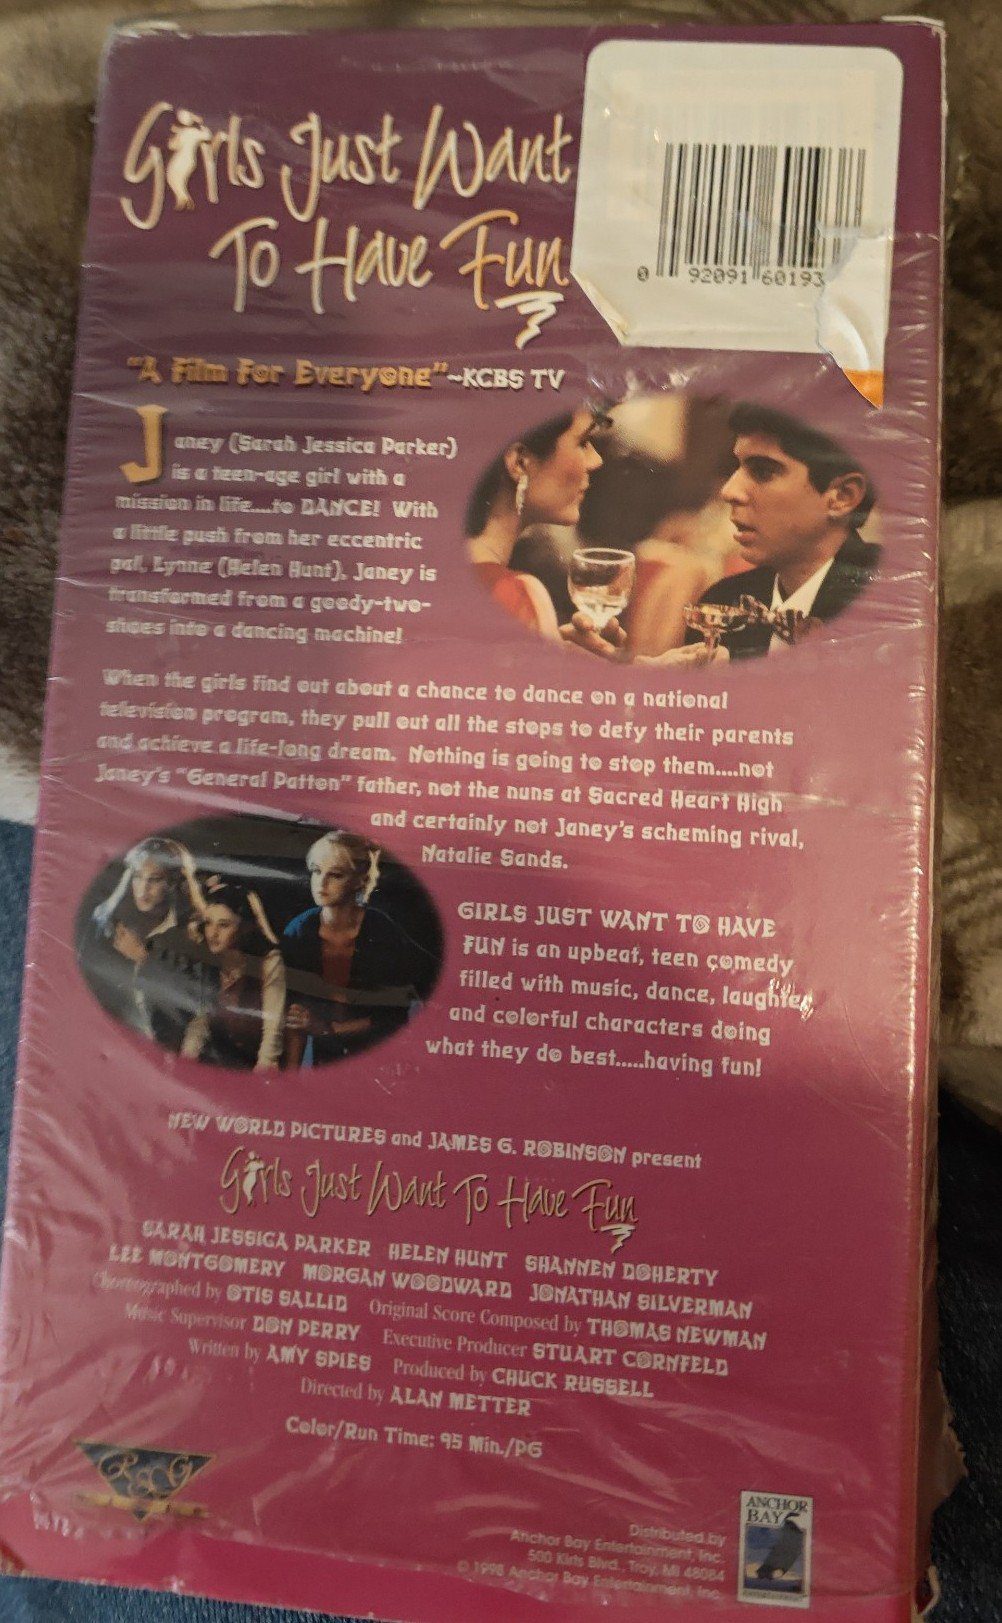 Girls Just Want
To Have Fun
0 92091 60193
"A Film For Everyone"~KCBS TV
Janey (Sarah Jessica Parker)
is a teen-age girl with a
mission in life....to DANCE! With
a little push from her eccentric
pal, Lynne (Helen Hunt), Janey is
transformed from a goody-two-
shoes into a dancing machine!
When the girls find out about a chance to dance on a national
television program, they pull out all the stops to defy their parents
and achieve a life-long dream. Nothing is going to stop them....not
Janey's "General Patton" father, not the nuns at Sacred Heart High
and certainly not Janey's scheming rival,
Natalie Sands.
GIRLS JUST WANT TO HAVE
FUN is an upbeat, teen comedy
filled with music, dance, laughter
and colorful characters doing
what they do best.....having fun!
NEW WORLD PICTURES and JAMES G. ROBINSON present
Girls Just Want To Have Fun
SARAH JESSICA PARKER HELEN HUNT SHANNEN DOHERTY
LEE MONTGOMERY MORGAN WOODWARD JONATHAN SILVERMAN
Choreographed by OTIS SALLID Original Score Composed by THOMAS NEWMAN
Music Supervisor DON PERRY Executive Producer STUART CORNFELD
Written by AMY SPIES Produced by CHUCK RUSSELL
Directed by ALAN METTER
Color/Run Time: 95 Min./PG
ANCHOR
BAY
Distributed by
Anchor Bay Entertainment, Inc.
500 Kirts Blvd., Troy, MI 48084
© 1998 Anchor Bay Entertainment, Inc.